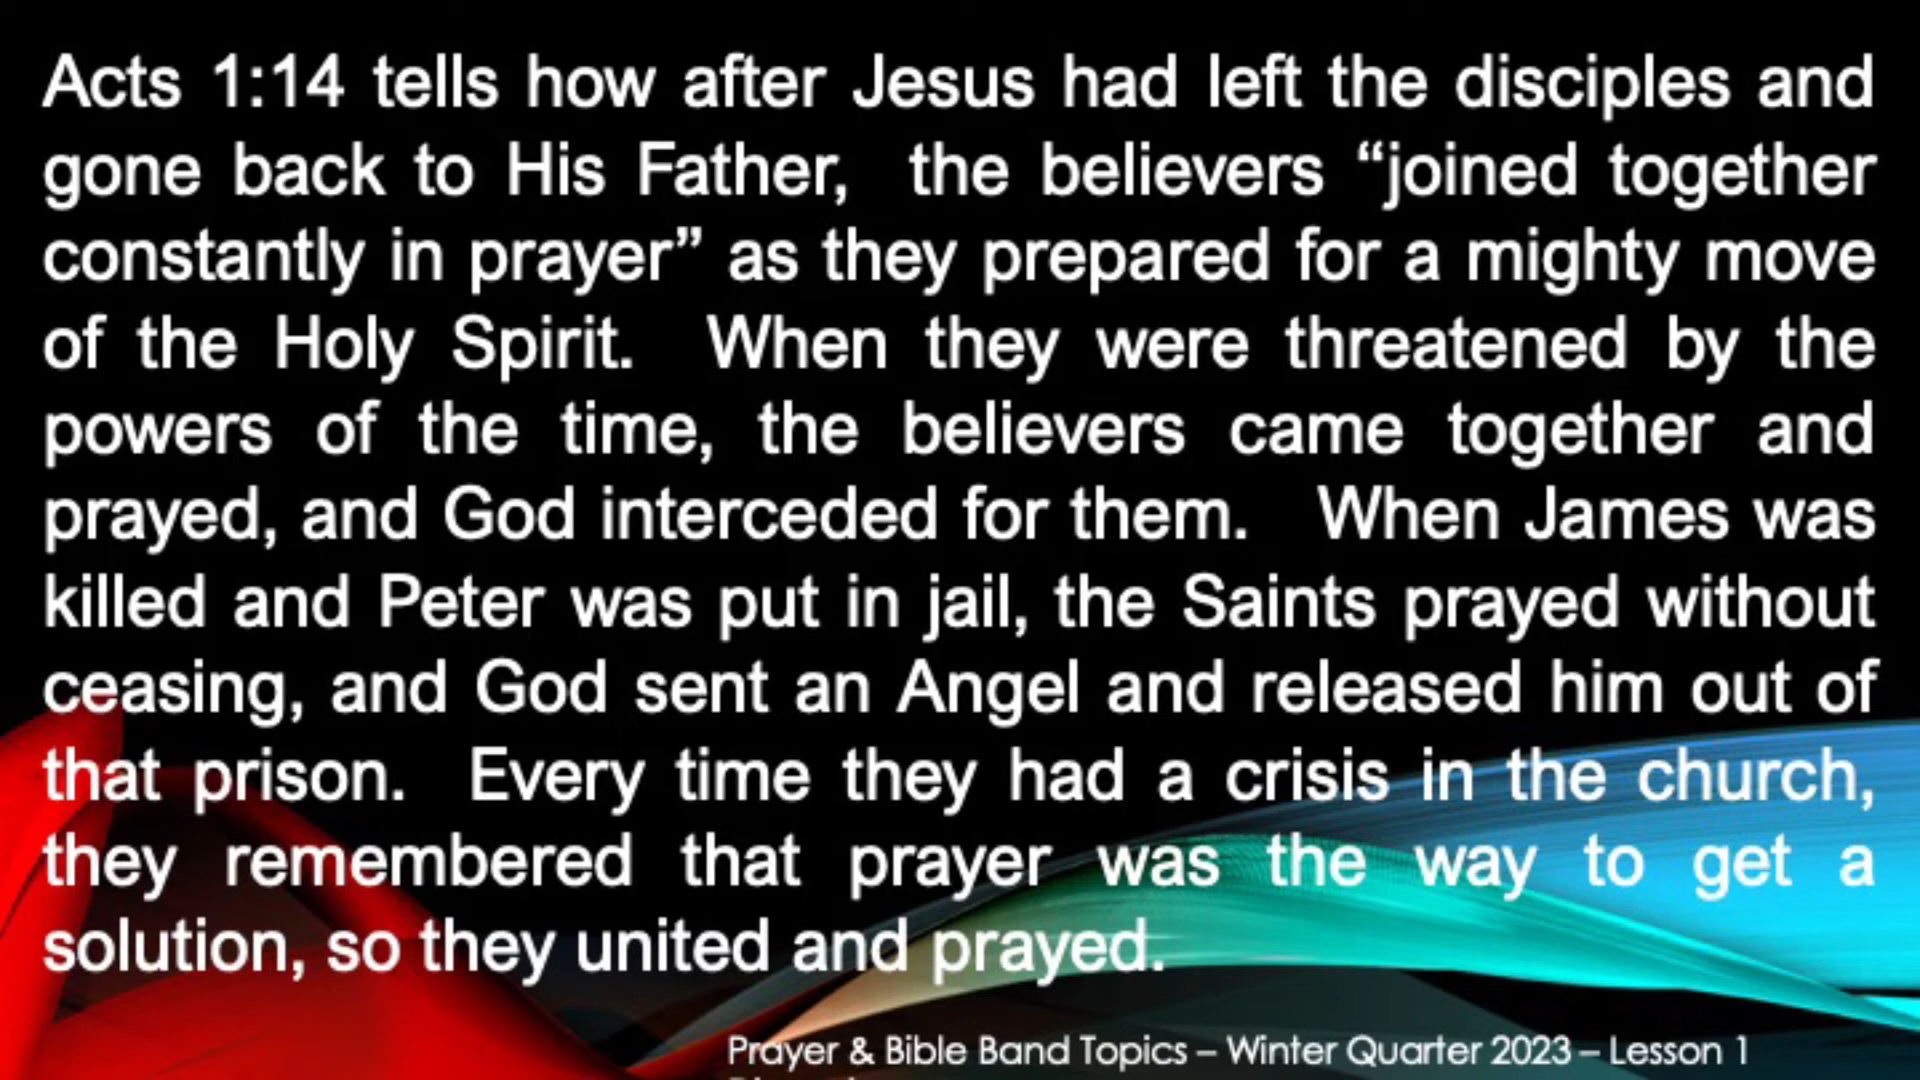 Acts 1:14 tells how after Jesus had left the disciples and
gone back to His Father, the believers “joined together
constantly in prayer” as they prepared for a mighty move
of the Holy Spirit. When they were threatened by the
powers of the time, the believers came together and
prayed, and God interceded for them. When James was
killed and Peter was put in jail, the Saints prayed without
ceasing, and God sent an Angel and released him out of
that prison. Every time they had a crisis in the church,
they remembered that prayer was the way to get a
solution, so they united and prayed.
Prayer & Bible Band Topics – Winter Quarter 2023 – Lesson 1